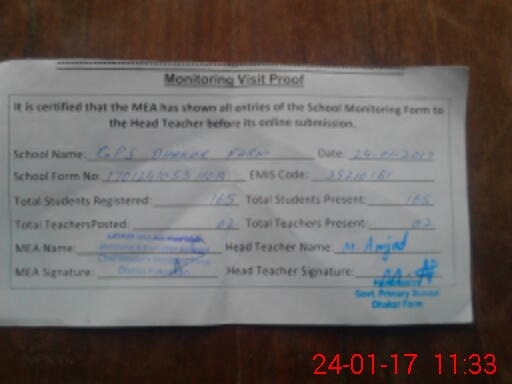 Monitoring Visit Proof
It is certified that the MEA has shown all entries of the School Monitoring Form to
the Head Teacher before its online submission.
School Name: GPS Dhakar Farm Date: 24-01-2017
School Form No: EMIS Code:
Total Students Registered: 165 Total Students Present: 165
Total Teachers Posted: 02 Total Teachers Present: 02
MEA Name: Head Teacher Name: M. Amjad
MEA Signature: Head Teacher Signature:
Govt. Primary School
Dhakar Farm
24-01-17 11:33